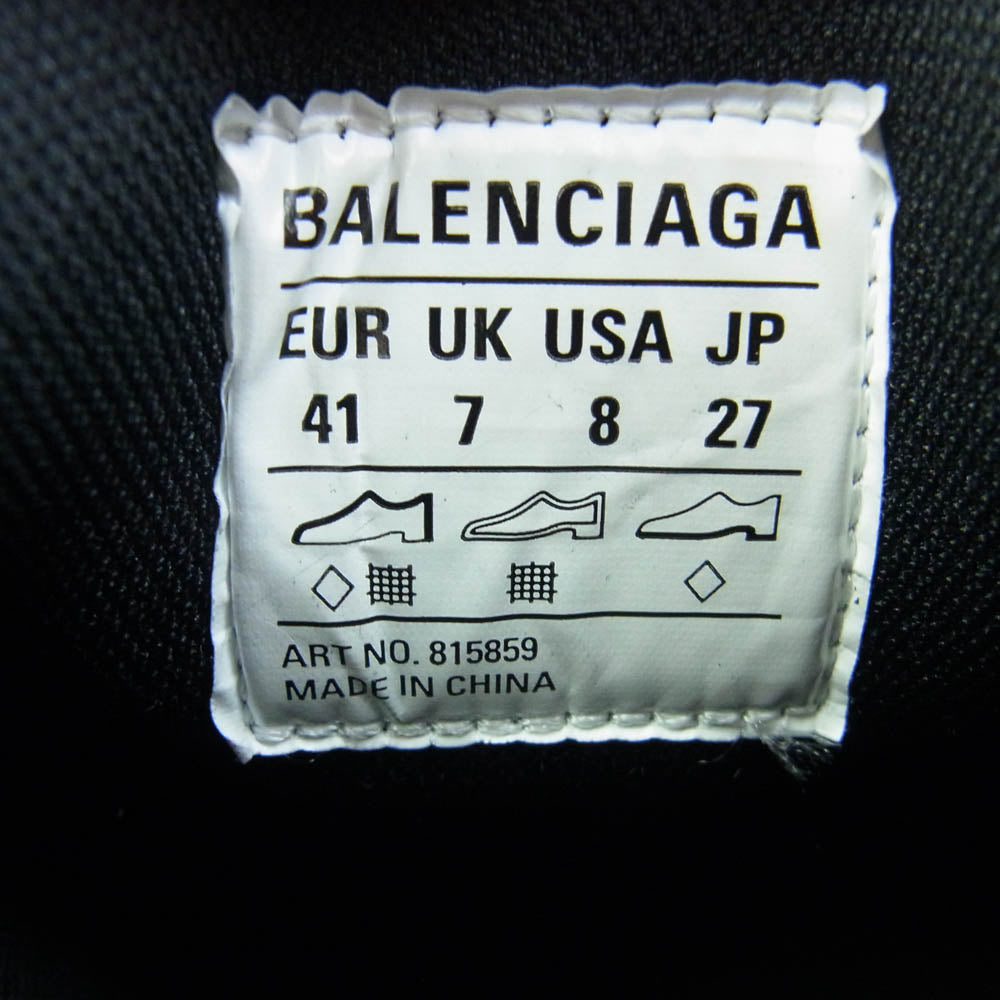 BALENCIAGA
EUR UK USA JP
41 7 8 27
ART NO. 815859
MADE IN CHINA